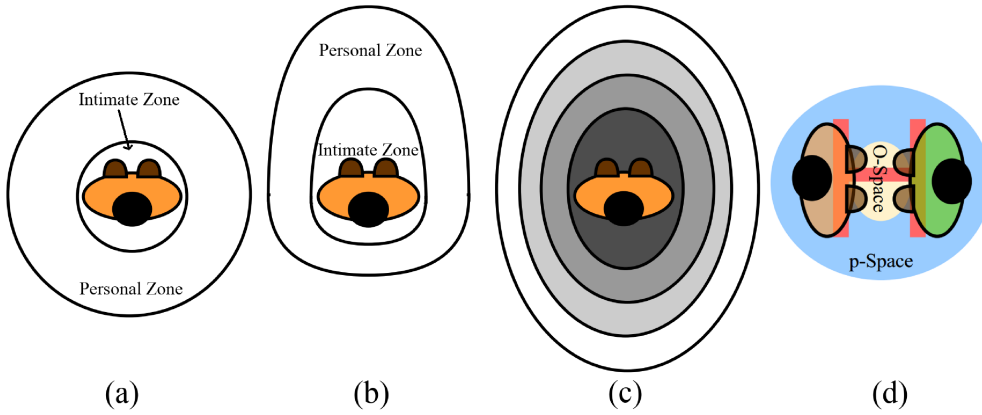 Intimate Zone
Personal Zone
(a)
Personal Zone
Intimate Zone
(b)
(c)
O-Space
p-Space
(d)